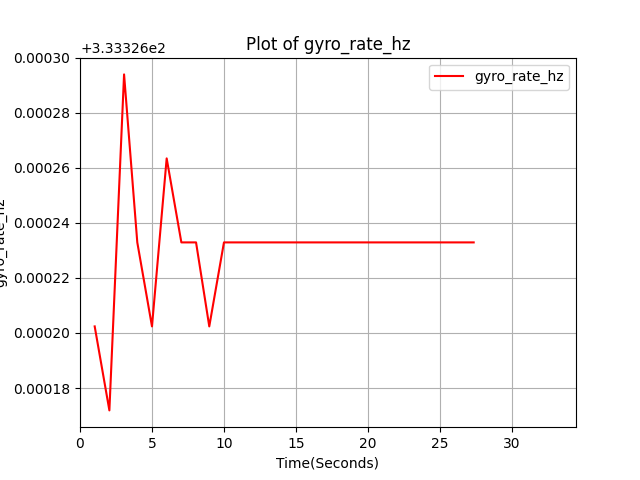 +3.33326e2
Plot of gyro_rate_hz
gyro_rate_hz
0.00030
0.00028
0.00026
0.00024
0.00022
0.00020
0.00018
gyro_rate_hz
0
5
10
15
20
25
30
Time(Seconds)